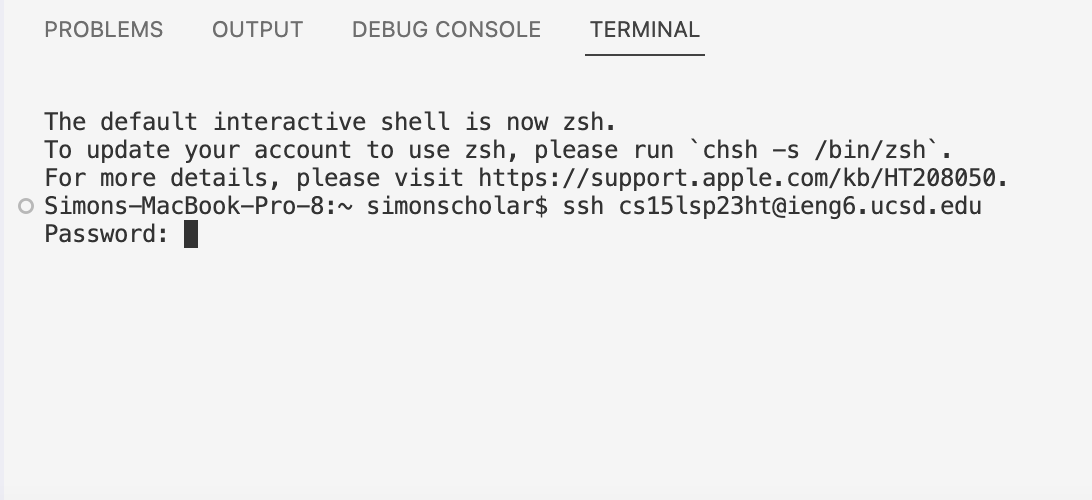 PROBLEMS OUTPUT DEBUG CONSOLE TERMINAL
The default interactive shell is now zsh.
To update your account to use zsh, please run `chsh -s /bin/zsh`.
For more details, please visit https://support.apple.com/kb/HT208050.
Simons-MacBook-Pro-8:~ simonscholar$ ssh cs15lsp23ht@ieng6.ucsd.edu
Password: